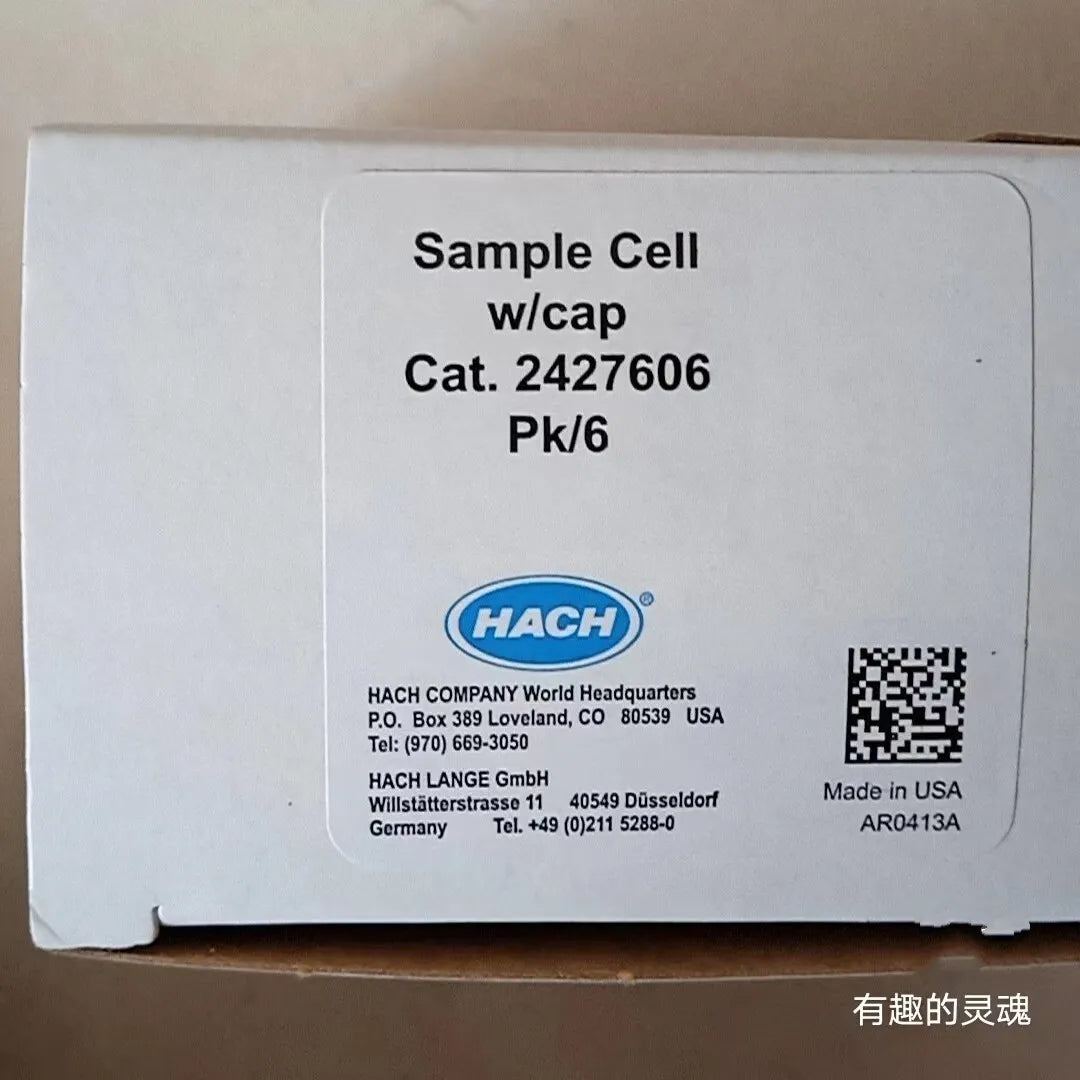 Sample Cell
w/cap
Cat. 2427606
Pk/6
HACH®
HACH COMPANY World Headquarters
P.O. Box 389 Loveland, CO 80539 USA
Tel: (970) 669-3050
HACH LANGE GmbH
Willstätterstrasse 11 40549 Düsseldorf
Germany Tel. +49 (0)211 5288-0
Made in USA
AR0413A
有趣的灵魂